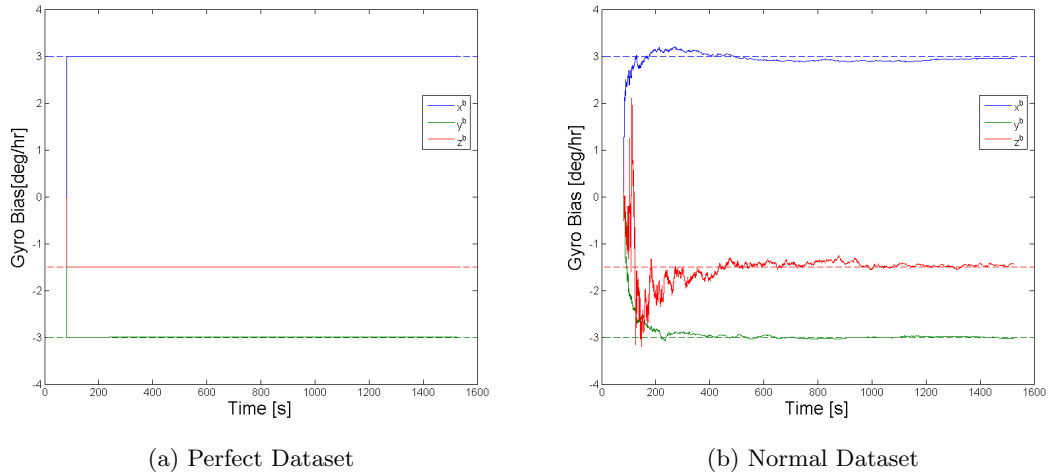 4
3
2
1
0
-1
-2
-3
-4
Gyro Bias[deg/hr]
x^b
y^b
z^b
0 200 400 600 800 1000 1200 1400 1600
Time [s]
(a) Perfect Dataset
4
3
2
1
0
-1
-2
-3
-4
Gyro Bias [deg/hr]
x^b
y^b
z^b
0 200 400 600 800 1000 1200 1400 1600
Time [s]
(b) Normal Dataset